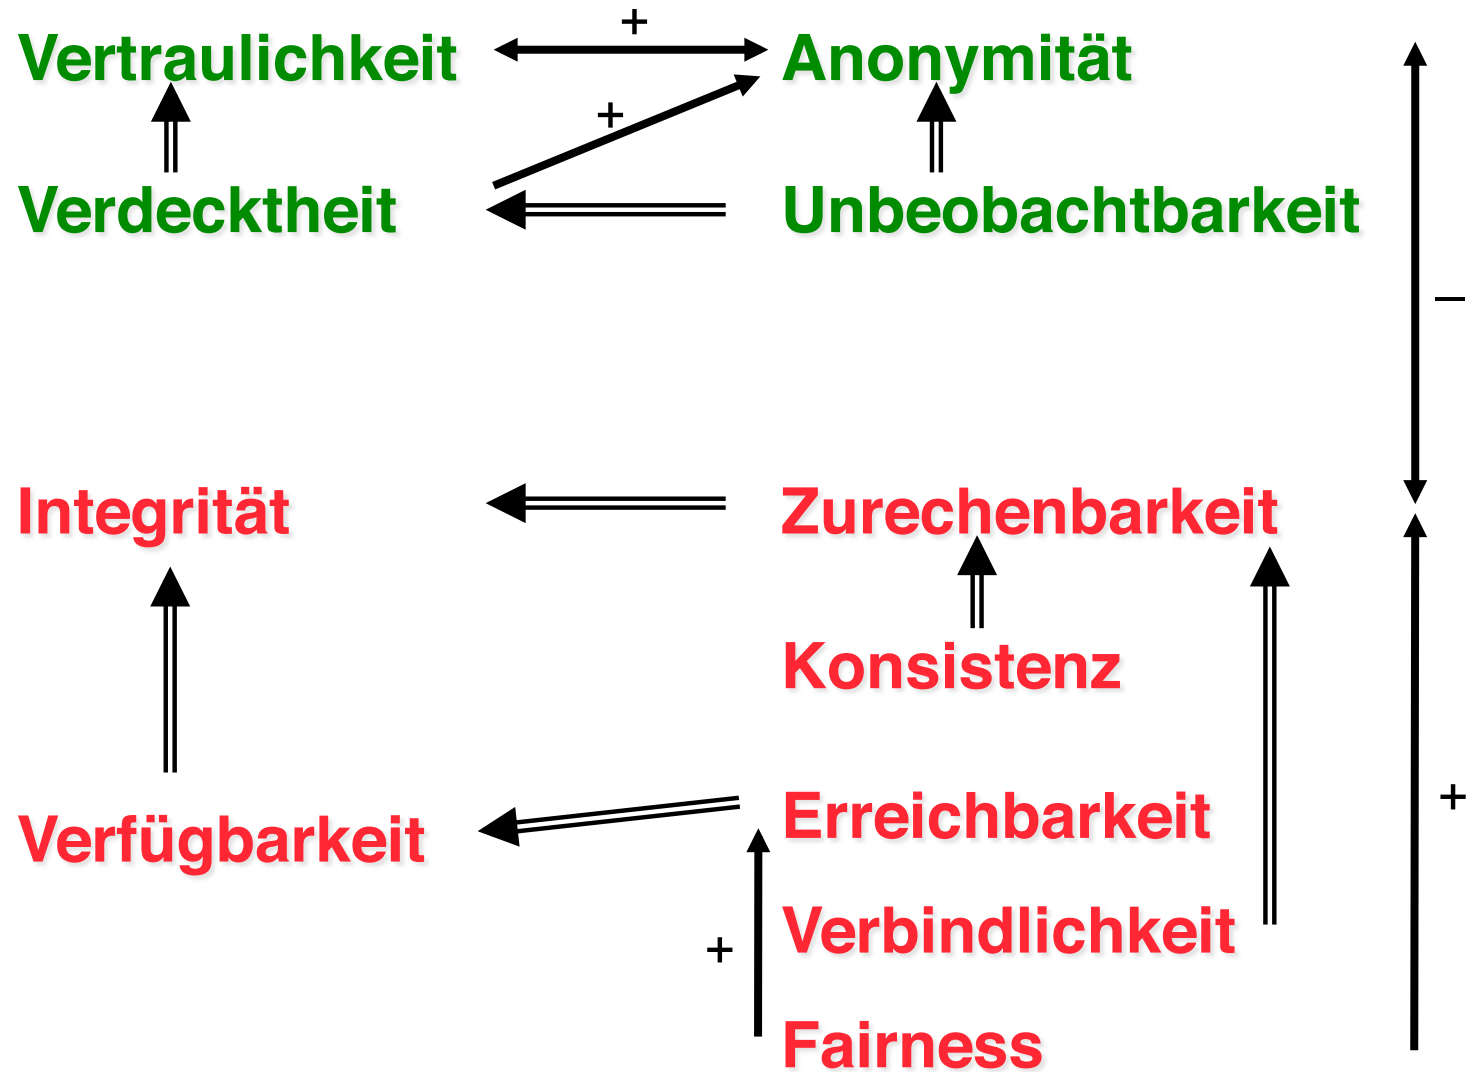 +
Vertraulichkeit Anonymität
+
Verdecktheit Unbeobachtbarkeit
–
Integrität Zurechenbarkeit
Konsistenz
Erreichbarkeit
+
Verfügbarkeit
Verbindlichkeit
+
Fairness